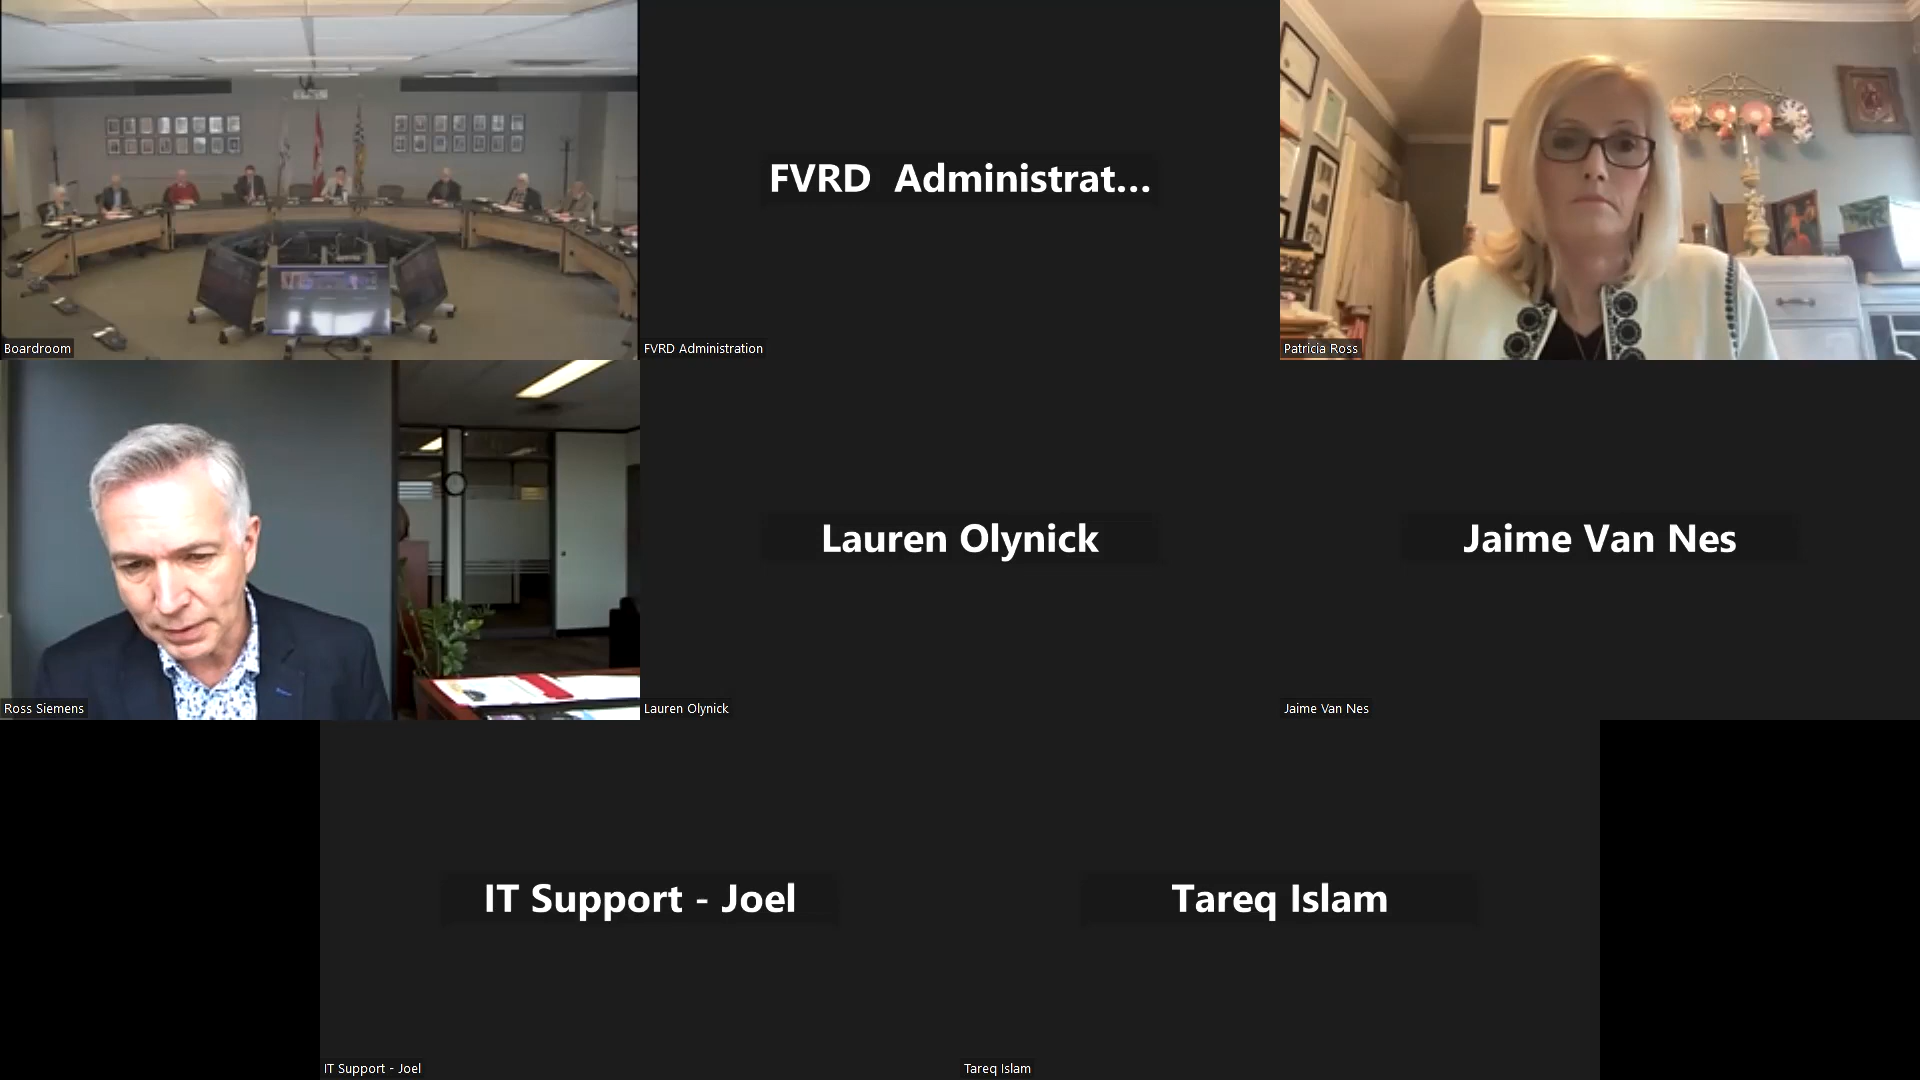 Boardroom
FVRD Administrat...
FVRD Administration
Patricia Ross
Ross Siemens
Lauren Olynick
Lauren Olynick
Jaime Van Nes
Jaime Van Nes
IT Support - Joel
IT Support - Joel
Tareq Islam
Tareq Islam